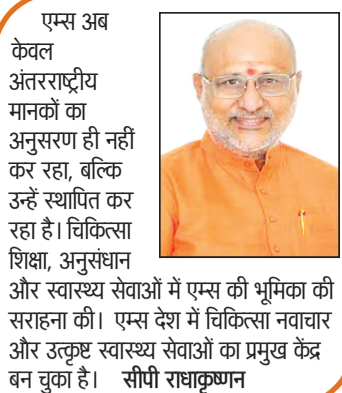 एम्स अब
केवल
अंतरराष्ट्रीय
मानकों का
अनुसरण ही नहीं
कर रहा, बल्कि
उन्हें स्थापित कर
रहा है। चिकित्सा
शिक्षा, अनुसंधान
और स्वास्थ्य सेवाओं में एम्स की भूमिका की
सराहना की। एम्स देश में चिकित्सा नवाचार
और उत्कृष्ट स्वास्थ्य सेवाओं का प्रमुख केंद्र
बन चुका है। सीपी राधाकृष्णन